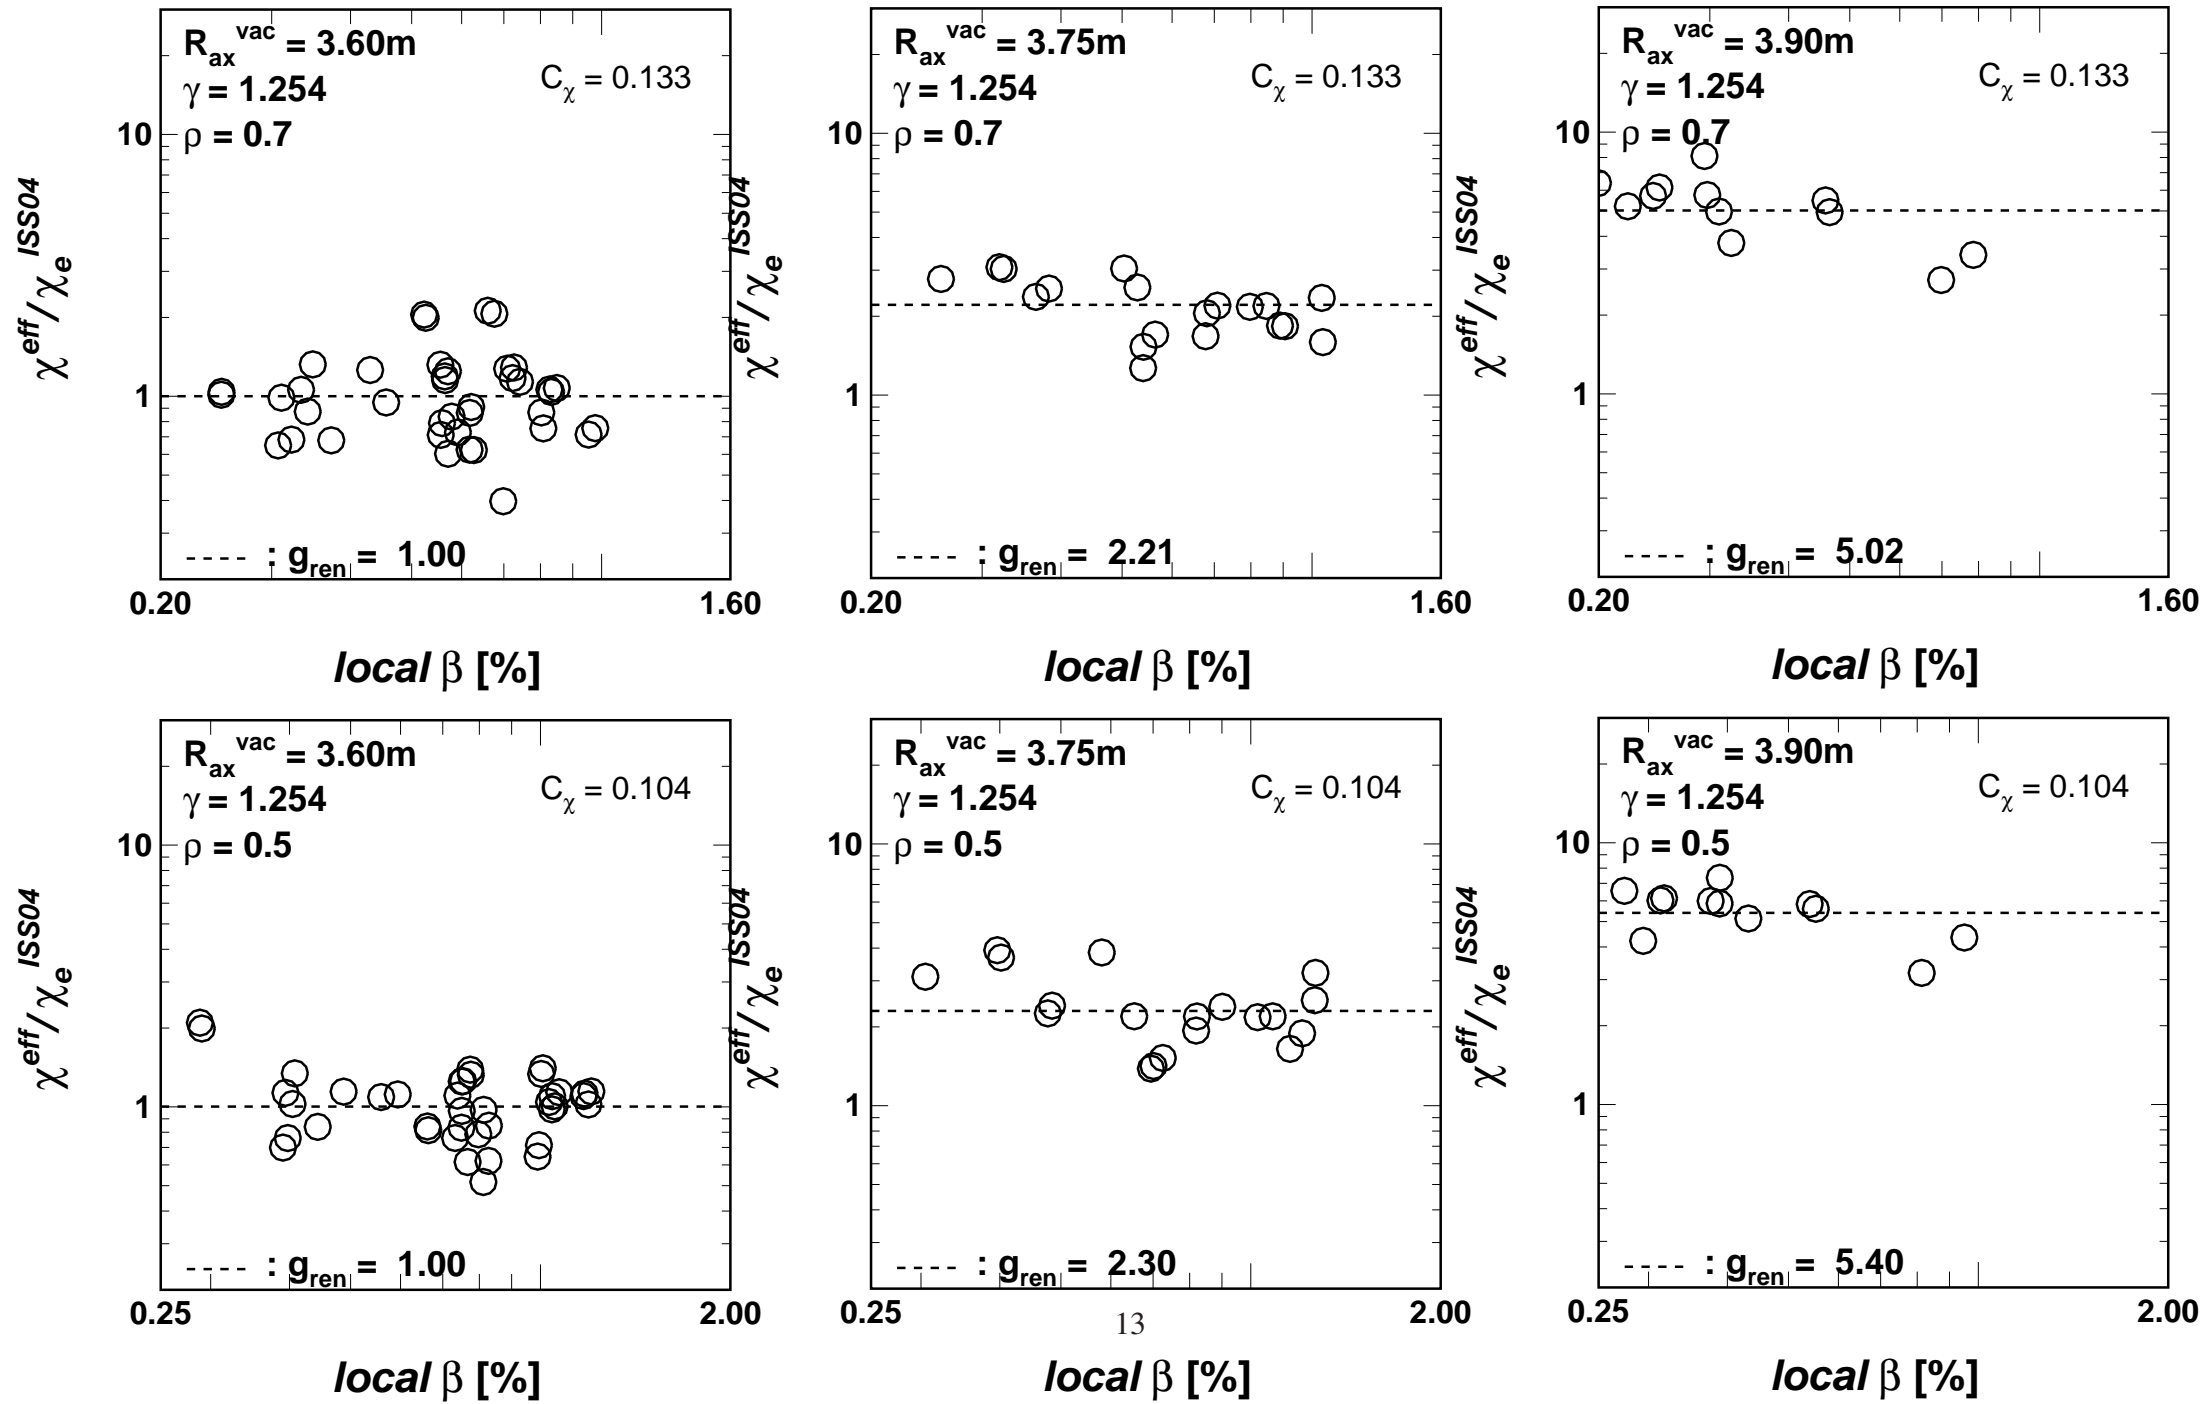 R_ax^vac = 3.60m
γ = 1.254
ρ = 0.7
C_χ = 0.133
10
1
χ^eff/χ_e^ISS04
: g_ren = 1.00
0.20
1.60
local β [%]
R_ax^vac = 3.75m
γ = 1.254
ρ = 0.7
C_χ = 0.133
10
1
χ^eff/χ_e^ISS04
: g_ren = 2.21
0.20
1.60
local β [%]
R_ax^vac = 3.90m
γ = 1.254
ρ = 0.7
C_χ = 0.133
10
1
χ^eff/χ_e^ISS04
: g_ren = 5.02
0.20
1.60
local β [%]
R_ax^vac = 3.60m
γ = 1.254
ρ = 0.5
C_χ = 0.104
10
1
χ^eff/χ_e^ISS04
: g_ren = 1.00
0.25
2.00
local β [%]
R_ax^vac = 3.75m
γ = 1.254
ρ = 0.5
C_χ = 0.104
10
1
χ^eff/χ_e^ISS04
: g_ren = 2.30
0.25
2.00
local β [%]
R_ax^vac = 3.90m
γ = 1.254
ρ = 0.5
C_χ = 0.104
10
1
χ^eff/χ_e^ISS04
: g_ren = 5.40
0.25
2.00
local β [%]
13